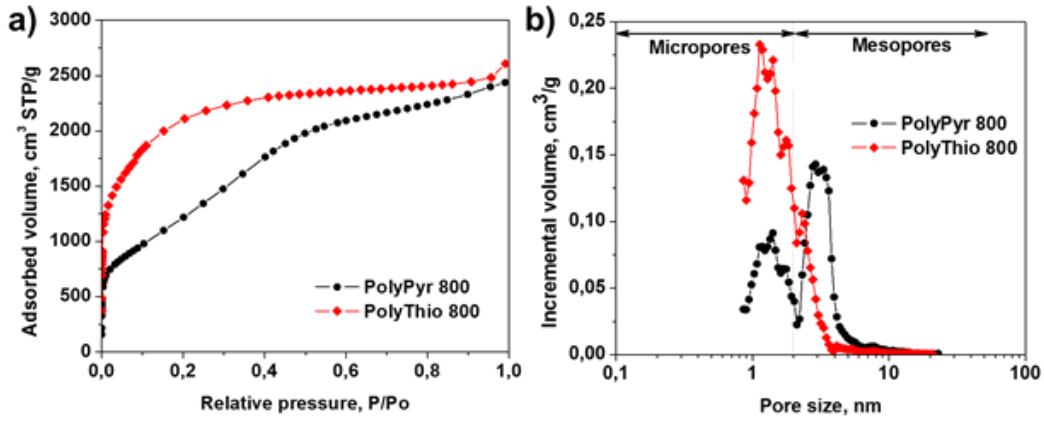 a)
Adsorbed volume, cm³ STP/g
3000
2500
2000
1500
1000
500
0
PolyPyr 800
PolyThio 800
0,0 0,2 0,4 0,6 0,8 1,0
Relative pressure, P/Po
b)
Incremental volume, cm³/g
0,25
0,20
0,15
0,10
0,05
0,00
Micropores Mesopores
PolyPyr 800
PolyThio 800
0,1 1 10 100
Pore size, nm